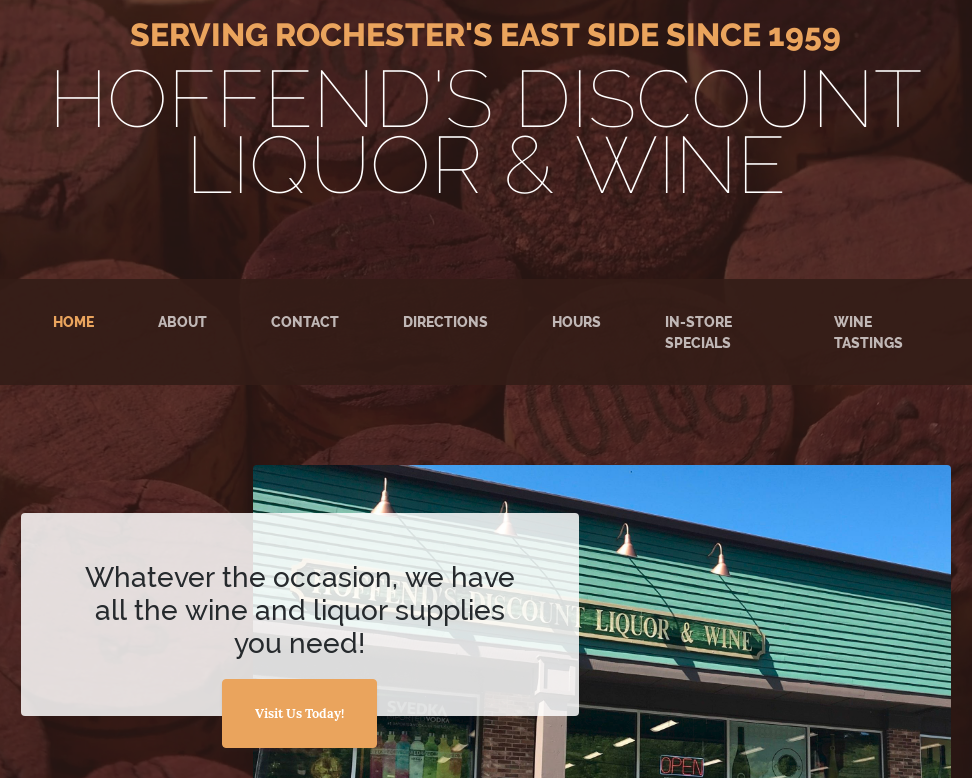 SERVING ROCHESTER'S EAST SIDE SINCE 1959
HOFFEND'S DISCOUNT
LIQUOR & WINE
HOME ABOUT CONTACT DIRECTIONS HOURS IN-STORE SPECIALS WINE TASTINGS
Whatever the occasion, we have
all the wine and liquor supplies
you need!
HOFFEND'S DISCOUNT LIQUOR & WINE
Visit Us Today!
SVEDKA
VODKA
OPEN